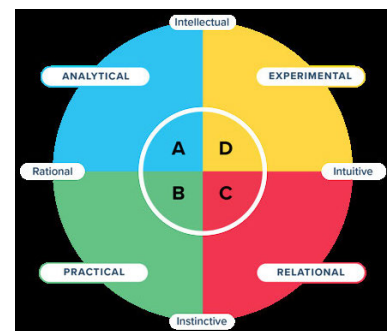 Intellectual
ANALYTICAL
EXPERIMENTAL
A
D
Rational
Intuitive
B
C
PRACTICAL
RELATIONAL
Instinctive